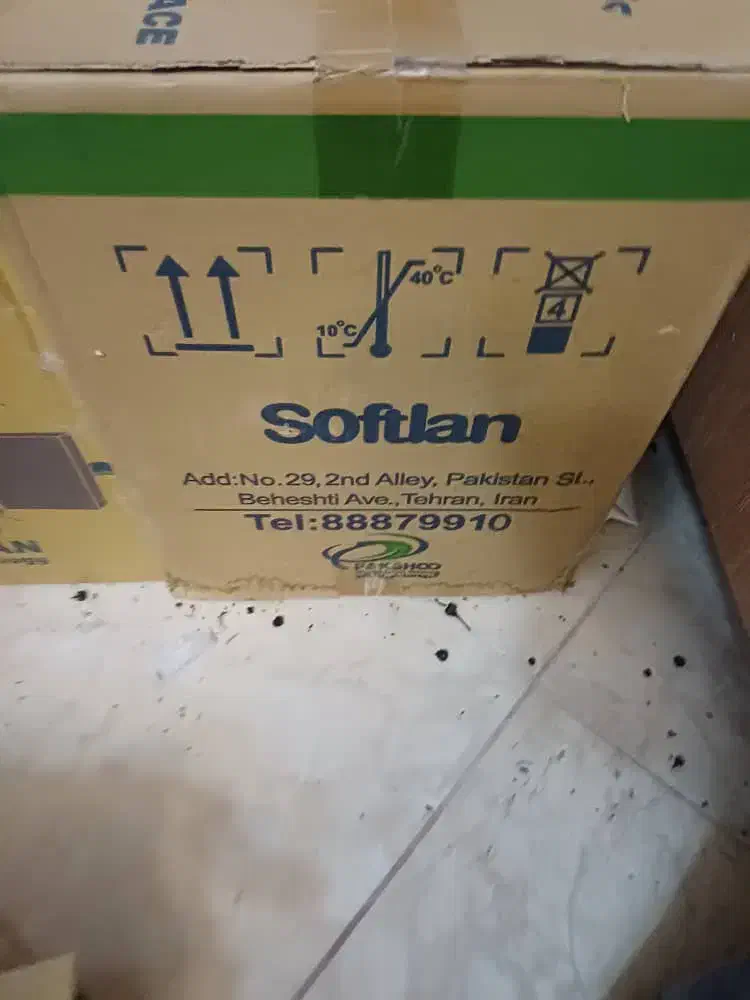 ACE
40°C
10°C
4
Softlan
Add:No.29,2nd Alley, Pakistan St.,
Beheshti Ave.,Tehran, Iran
Tel:88879910
PAKSHOO
AN